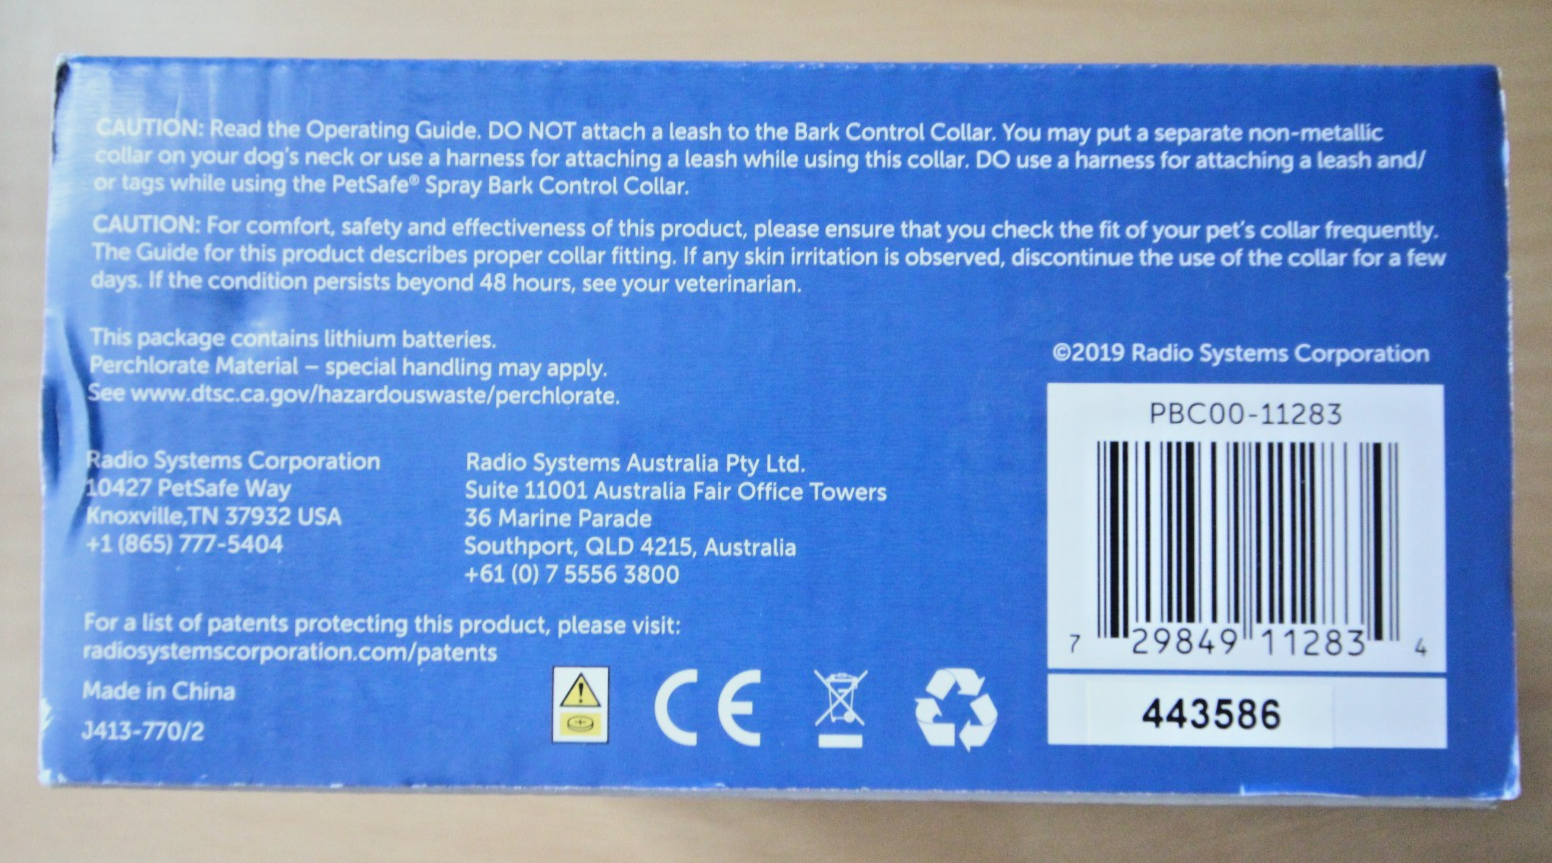 CAUTION: Read the Operating Guide. DO NOT attach a leash to the Bark Control Collar. You may put a separate non-metallic
collar on your dog's neck or use a harness for attaching a leash while using this collar. DO use a harness for attaching a leash and/
or tags while using the PetSafe® Spray Bark Control Collar.
CAUTION: For comfort, safety and effectiveness of this product, please ensure that you check the fit of your pet's collar frequently.
The Guide for this product describes proper collar fitting. If any skin irritation is observed, discontinue the use of the collar for a few
days. If the condition persists beyond 48 hours, see your veterinarian.
This package contains lithium batteries.
Perchlorate Material – special handling may apply.
See www.dtsc.ca.gov/hazardouswaste/perchlorate.
Radio Systems Corporation
10427 PetSafe Way
Knoxville,TN 37932 USA
+1 (865) 777-5404
Radio Systems Australia Pty Ltd.
Suite 11001 Australia Fair Office Towers
36 Marine Parade
Southport, QLD 4215, Australia
+61 (0) 7 5556 3800
For a list of patents protecting this product, please visit:
radiosystemscorporation.com/patents
Made in China
J413-770/2
CE
©2019 Radio Systems Corporation
PBC00-11283
7 29849 11283 4
443586